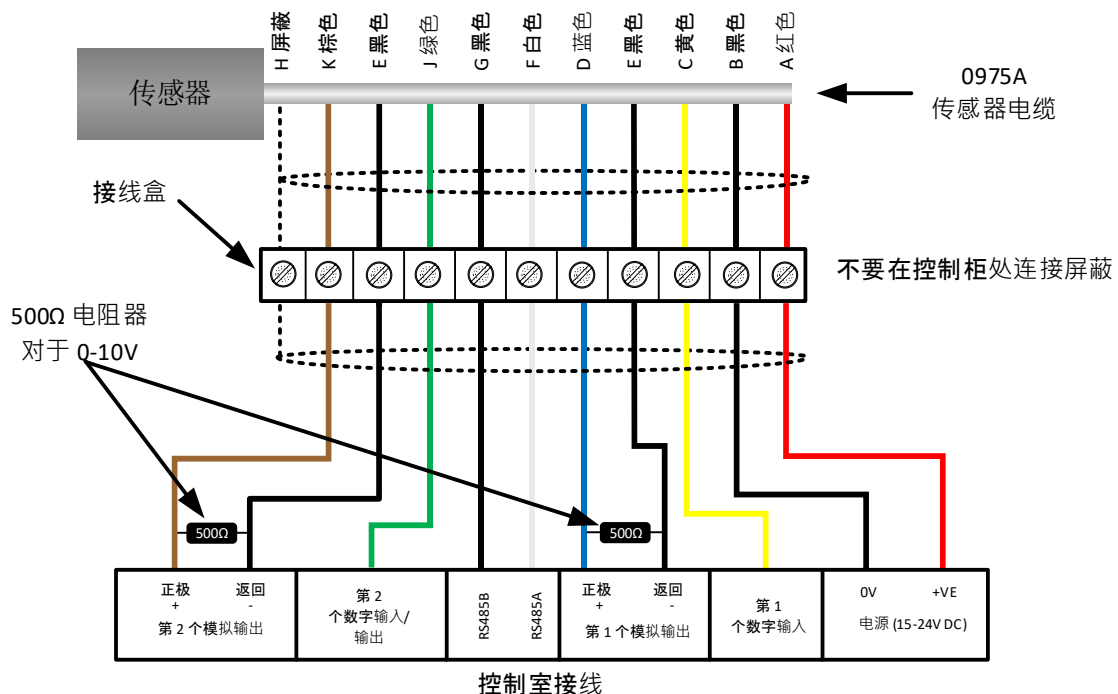 H 屏蔽
K 棕色
E 黑色
J 绿色
G 黑色
F 白色
D 蓝色
E 黑色
C 黄色
B 黑色
A 红色
传感器
0975A
传感器电缆
接线盒
不要在控制柜处连接屏蔽
500Ω 电阻器
对于 0-10V
500Ω
500Ω
正极
+
返回
-
第 2 个模拟输出
第 2
个数字输入/
输出
RS485B
RS485A
正极
+
返回
-
第 1 个模拟输出
第 1
个数字输入
0V
+VE
电源 (15-24V DC)
控制室接线